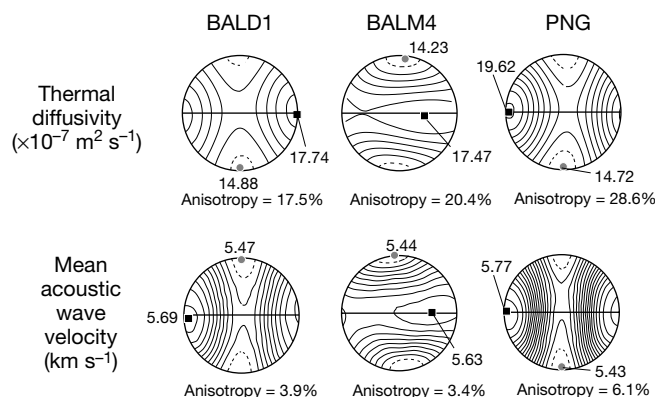 BALD1 BALM4 PNG
14.23
19.62
Thermal
diffusivity
(×10⁻⁷ m² s⁻¹)
17.74
17.47
14.88
14.72
Anisotropy = 17.5% Anisotropy = 20.4% Anisotropy = 28.6%
5.47 5.44
5.77
Mean
acoustic
wave
velocity
(km s⁻¹)
5.69
5.63
5.43
Anisotropy = 3.9% Anisotropy = 3.4% Anisotropy = 6.1%